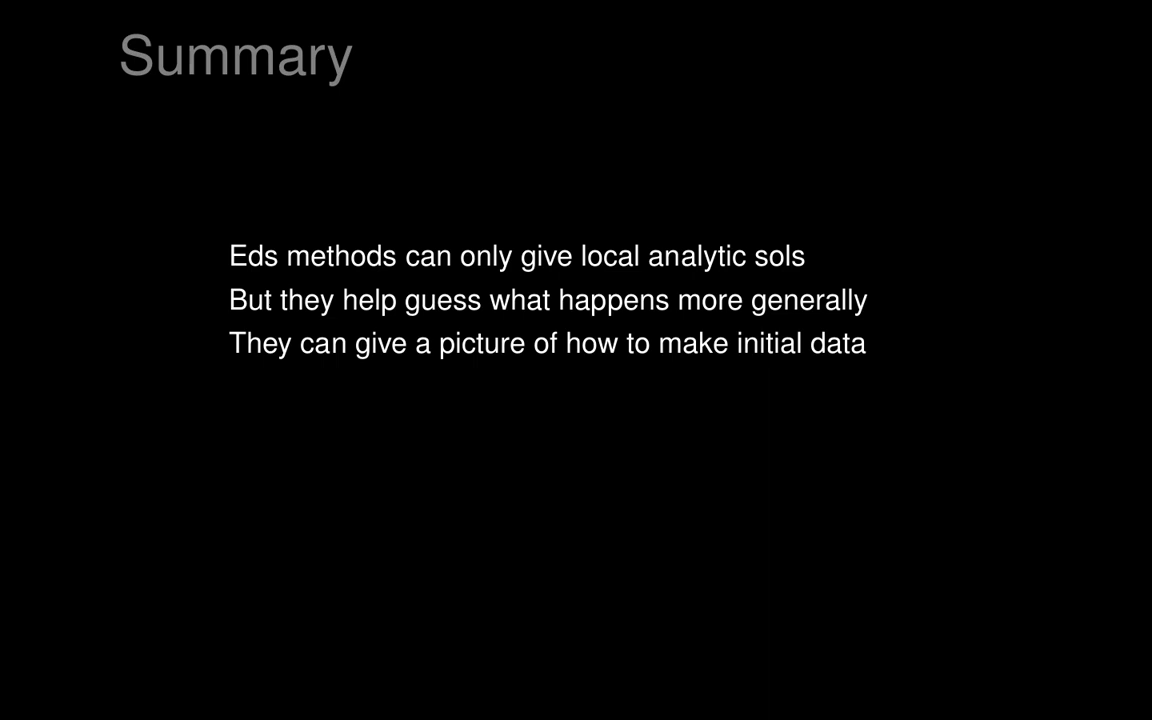 Summary
Eds methods can only give local analytic sols
But they help guess what happens more generally
They can give a picture of how to make initial data